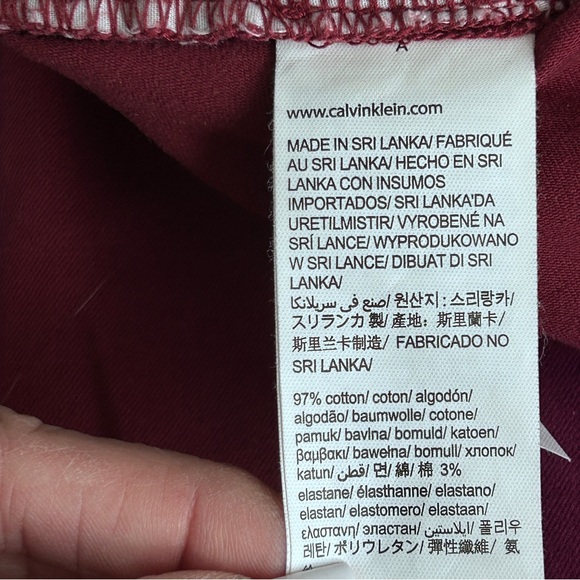 A
www.calvinklein.com
MADE IN SRI LANKA/ FABRIQUÉ
AU SRI LANKA/ HECHO EN SRI
LANKA CON INSUMOS
IMPORTADOS/ SRI LANKA'DA
URETILMISTIR/ VYROBENÉ NA
SRÍ LANCE/ WYPRODUKOWANO
W SRI LANCE/ DIBUAT DI SRI
LANKA/
صنع في سريلانكا/ 원산지 : 스리랑카/
スリランカ 製/ 產地: 斯里蘭卡/
斯里兰卡制造/ FABRICADO NO
SRI LANKA/
97% cotton/ coton/ algodón/
algodão/ baumwolle/ cotone/
pamuk/ bavlna/ bomuld/ katoen/
βαμβακι/ bawełna/ bomull/ хлопок/
katun/ قطن/ 면/ 綿/ 棉 3%
elastane/ élasthanne/ elastano/
elastan/ elastomero/ elastaan/
ελαστανη/ эластан/ ايلاستين/ 폴리우
레탄/ ポリウレタン/ 彈性纖維/ 氨